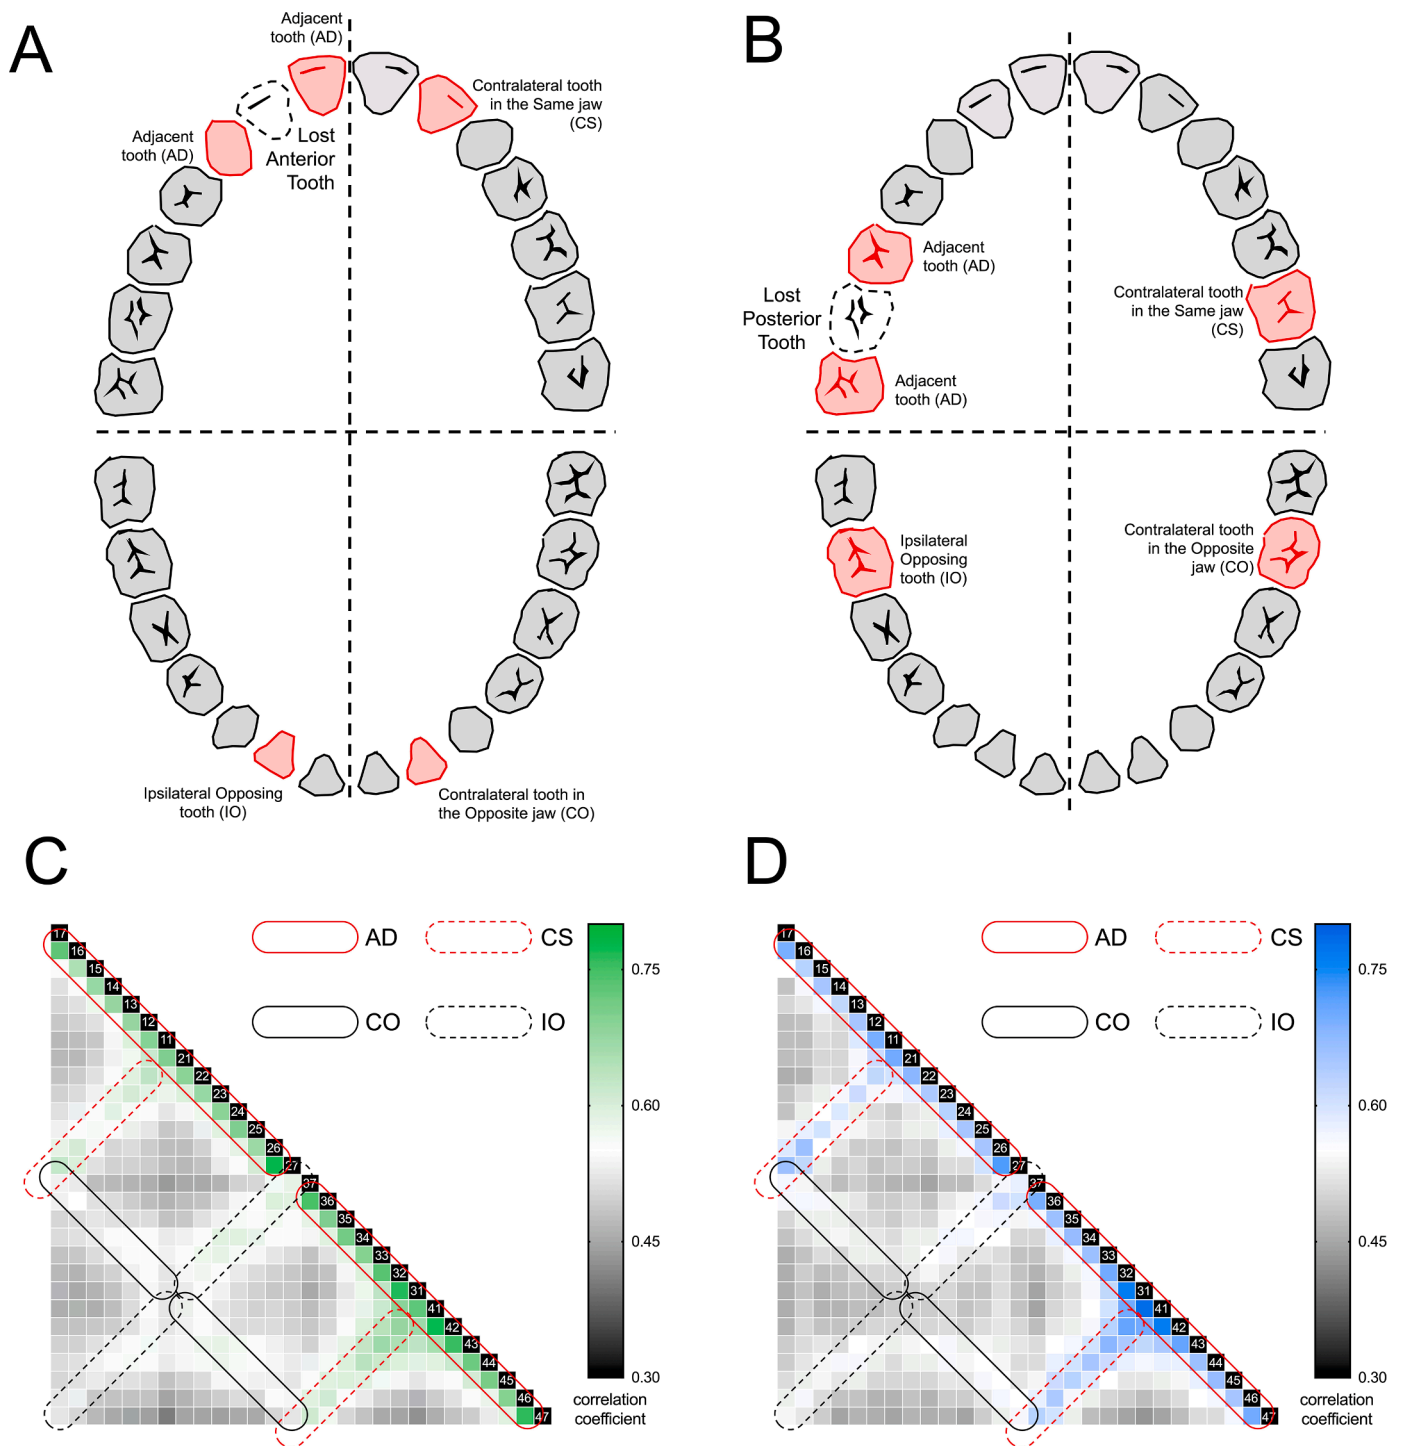 A
Adjacent
tooth (AD)
Contralateral tooth
in the Same jaw
(CS)
Adjacent
tooth (AD)
Lost
Anterior
Tooth
Ipsilateral Opposing
tooth (IO)
Contralateral tooth in
the Opposite jaw (CO)
B
Adjacent
tooth (AD)
Lost
Posterior
Tooth
Contralateral tooth
in the Same jaw
(CS)
Adjacent
tooth (AD)
Ipsilateral
Opposing
tooth (IO)
Contralateral tooth
in the Opposite
jaw (CO)
C
AD
CS
CO
IO
17
16
15
14
13
12
11
21
22
23
24
25
26
27
37
36
35
34
33
32
31
41
42
43
44
45
46
47
0.75
0.60
0.45
0.30
correlation
coefficient
D
AD
CS
CO
IO
17
16
15
14
13
12
11
21
22
23
24
25
26
27
37
36
35
34
33
32
31
41
42
43
44
45
46
47
0.75
0.60
0.45
0.30
correlation
coefficient